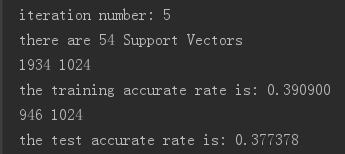 iteration number: 5
there are 54 Support Vectors
1934 1024
the training accurate rate is: 0.390900
946 1024
the test accurate rate is: 0.377378